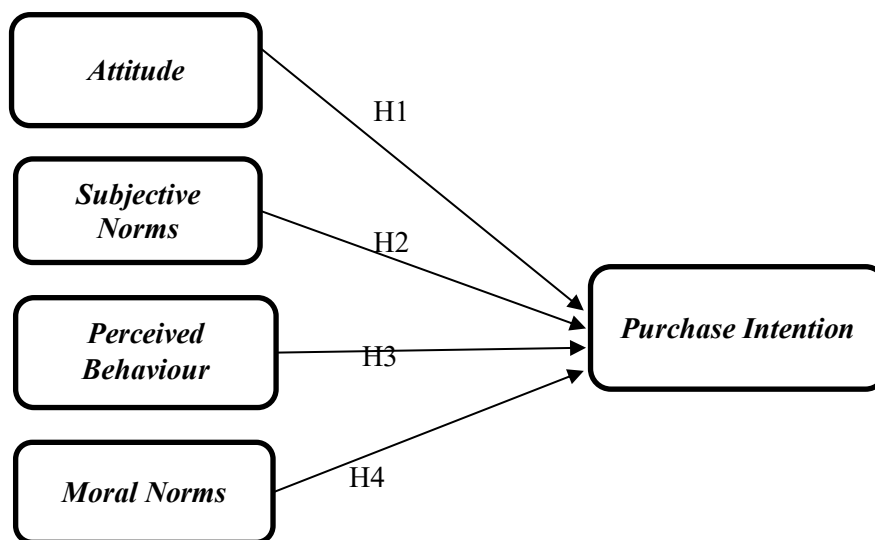 Attitude
H1
Subjective
Norms
H2
Perceived
Behaviour
H3
Purchase Intention
Moral Norms
H4